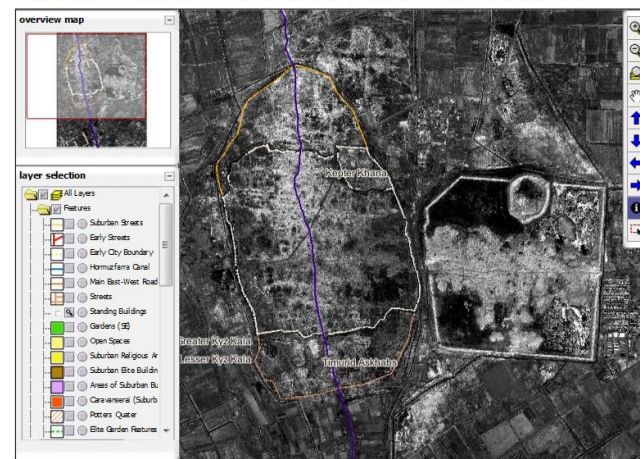 overview map
layer selection
All Layers
Features
Suburban Streets
Early Streets
Early City Boundary
Hormuzfarra Canal
Main East-West Road
Streets
Standing Buildings
Gardens (SE)
Open Spaces
Suburban Religious Ar
Suburban Elite Buildin
Areas of Suburban Bu
Caravanserai (Suburb
Potters Quater
Elite Garden Features
Kepter Khana
Greater Kyz Kala
Lesser Kyz Kala
Timurid Askhabs